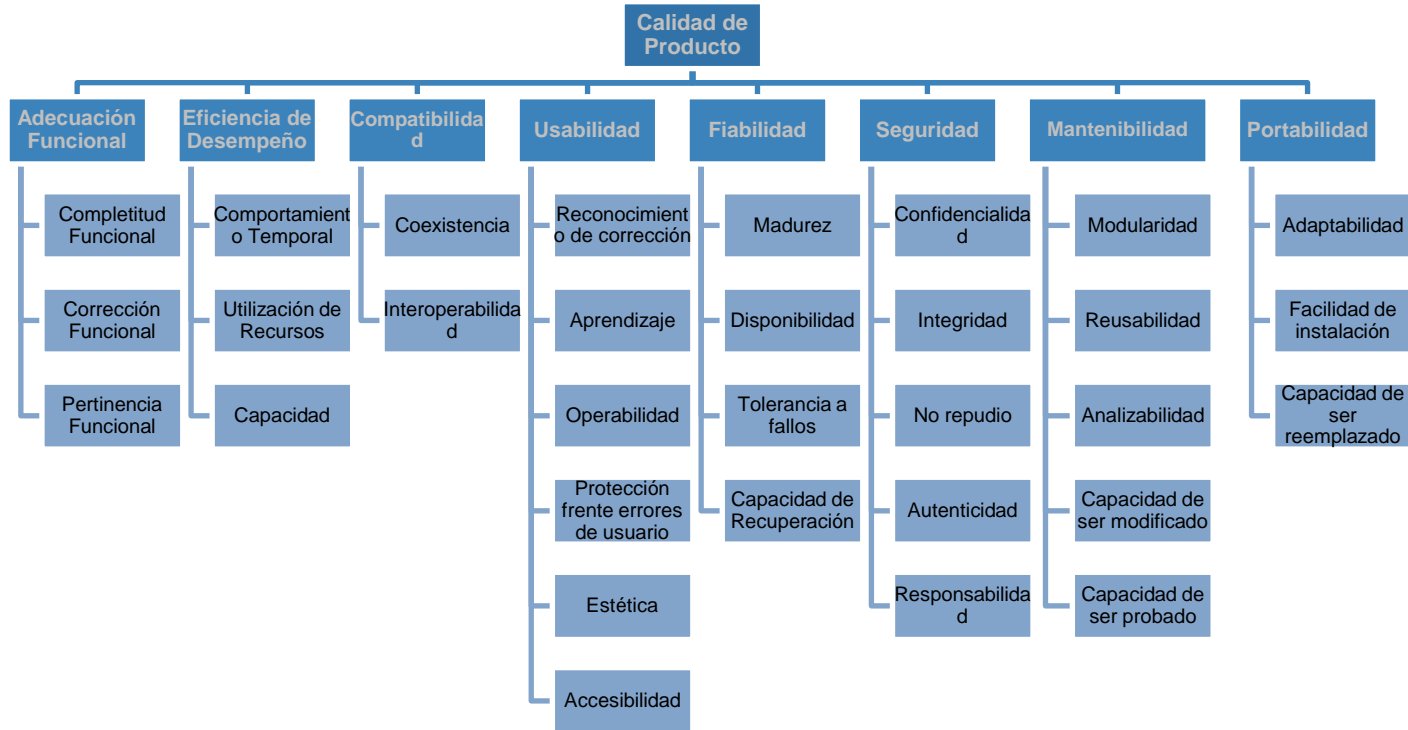 Calidad de
Producto
Adecuación
Funcional
Eficiencia de
Desempeño
Compatibilida
d
Usabilidad
Fiabilidad
Seguridad
Mantenibilidad
Portabilidad
Completitud
Funcional
Corrección
Funcional
Pertinencia
Funcional
Comportamient
o Temporal
Utilización de
Recursos
Capacidad
Coexistencia
Interoperabilida
d
Reconocimient
o de corrección
Aprendizaje
Operabilidad
Protección
frente errores
de usuario
Estética
Accesibilidad
Madurez
Disponibilidad
Tolerancia a
fallos
Capacidad de
Recuperación
Confidencialida
d
Integridad
No repudio
Autenticidad
Responsabilida
d
Modularidad
Reusabilidad
Analizabilidad
Capacidad de
ser modificado
Capacidad de
ser probado
Adaptabilidad
Facilidad de
instalación
Capacidad de
ser
reemplazado